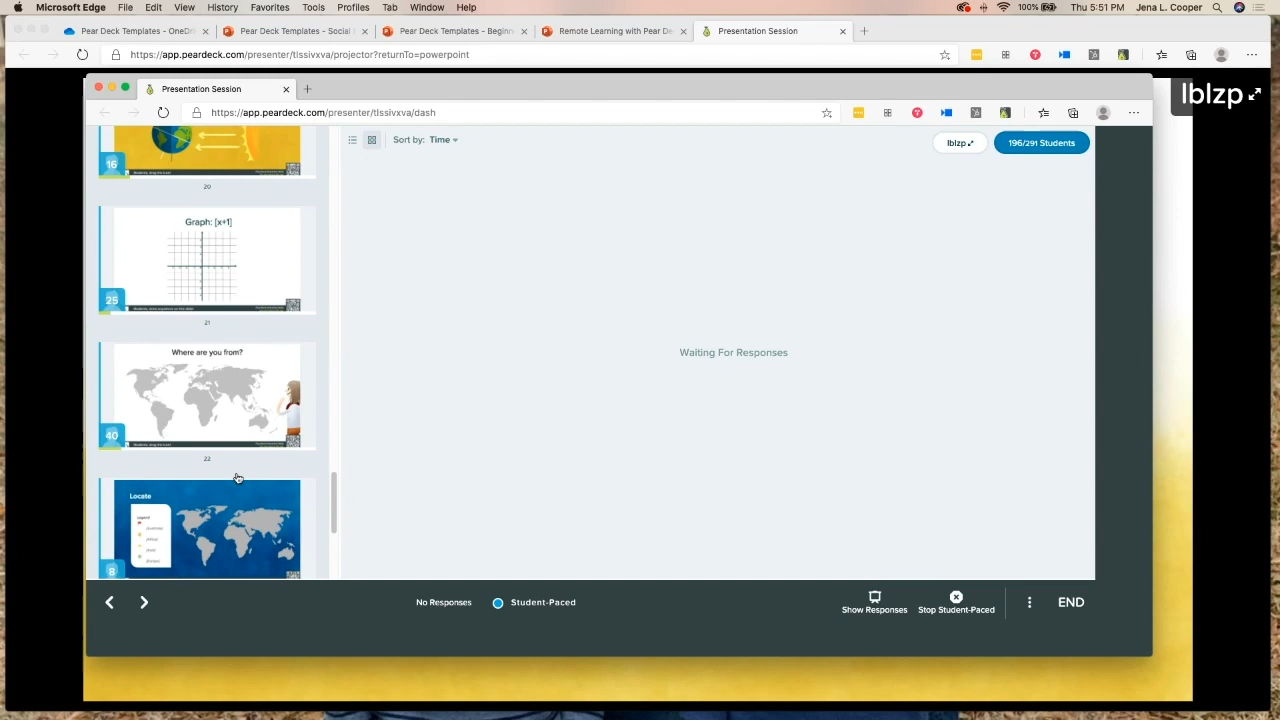 Microsoft Edge File Edit View History Favorites Tools Profiles Tab Window Help 100% Thu 5:51 PM Jena L. Cooper
Pear Deck Templates - OneDri
Pear Deck Templates - Social
Pear Deck Templates - Beginn
Remote Learning with Pear De
Presentation Session
https://app.peardeck.com/presenter/tlssivxva/projector?returnTo=powerpoint
Presentation Session
lblzp
https://app.peardeck.com/presenter/tlssivxva/dash
Sort by: Time
lblzp
196/291 Students
16
20
Graph: [x+1]
25
21
Where are you from?
Waiting For Responses
40
22
Locate
Legend
8
No Responses
Student-Paced
Show Responses
Stop Student-Paced
END